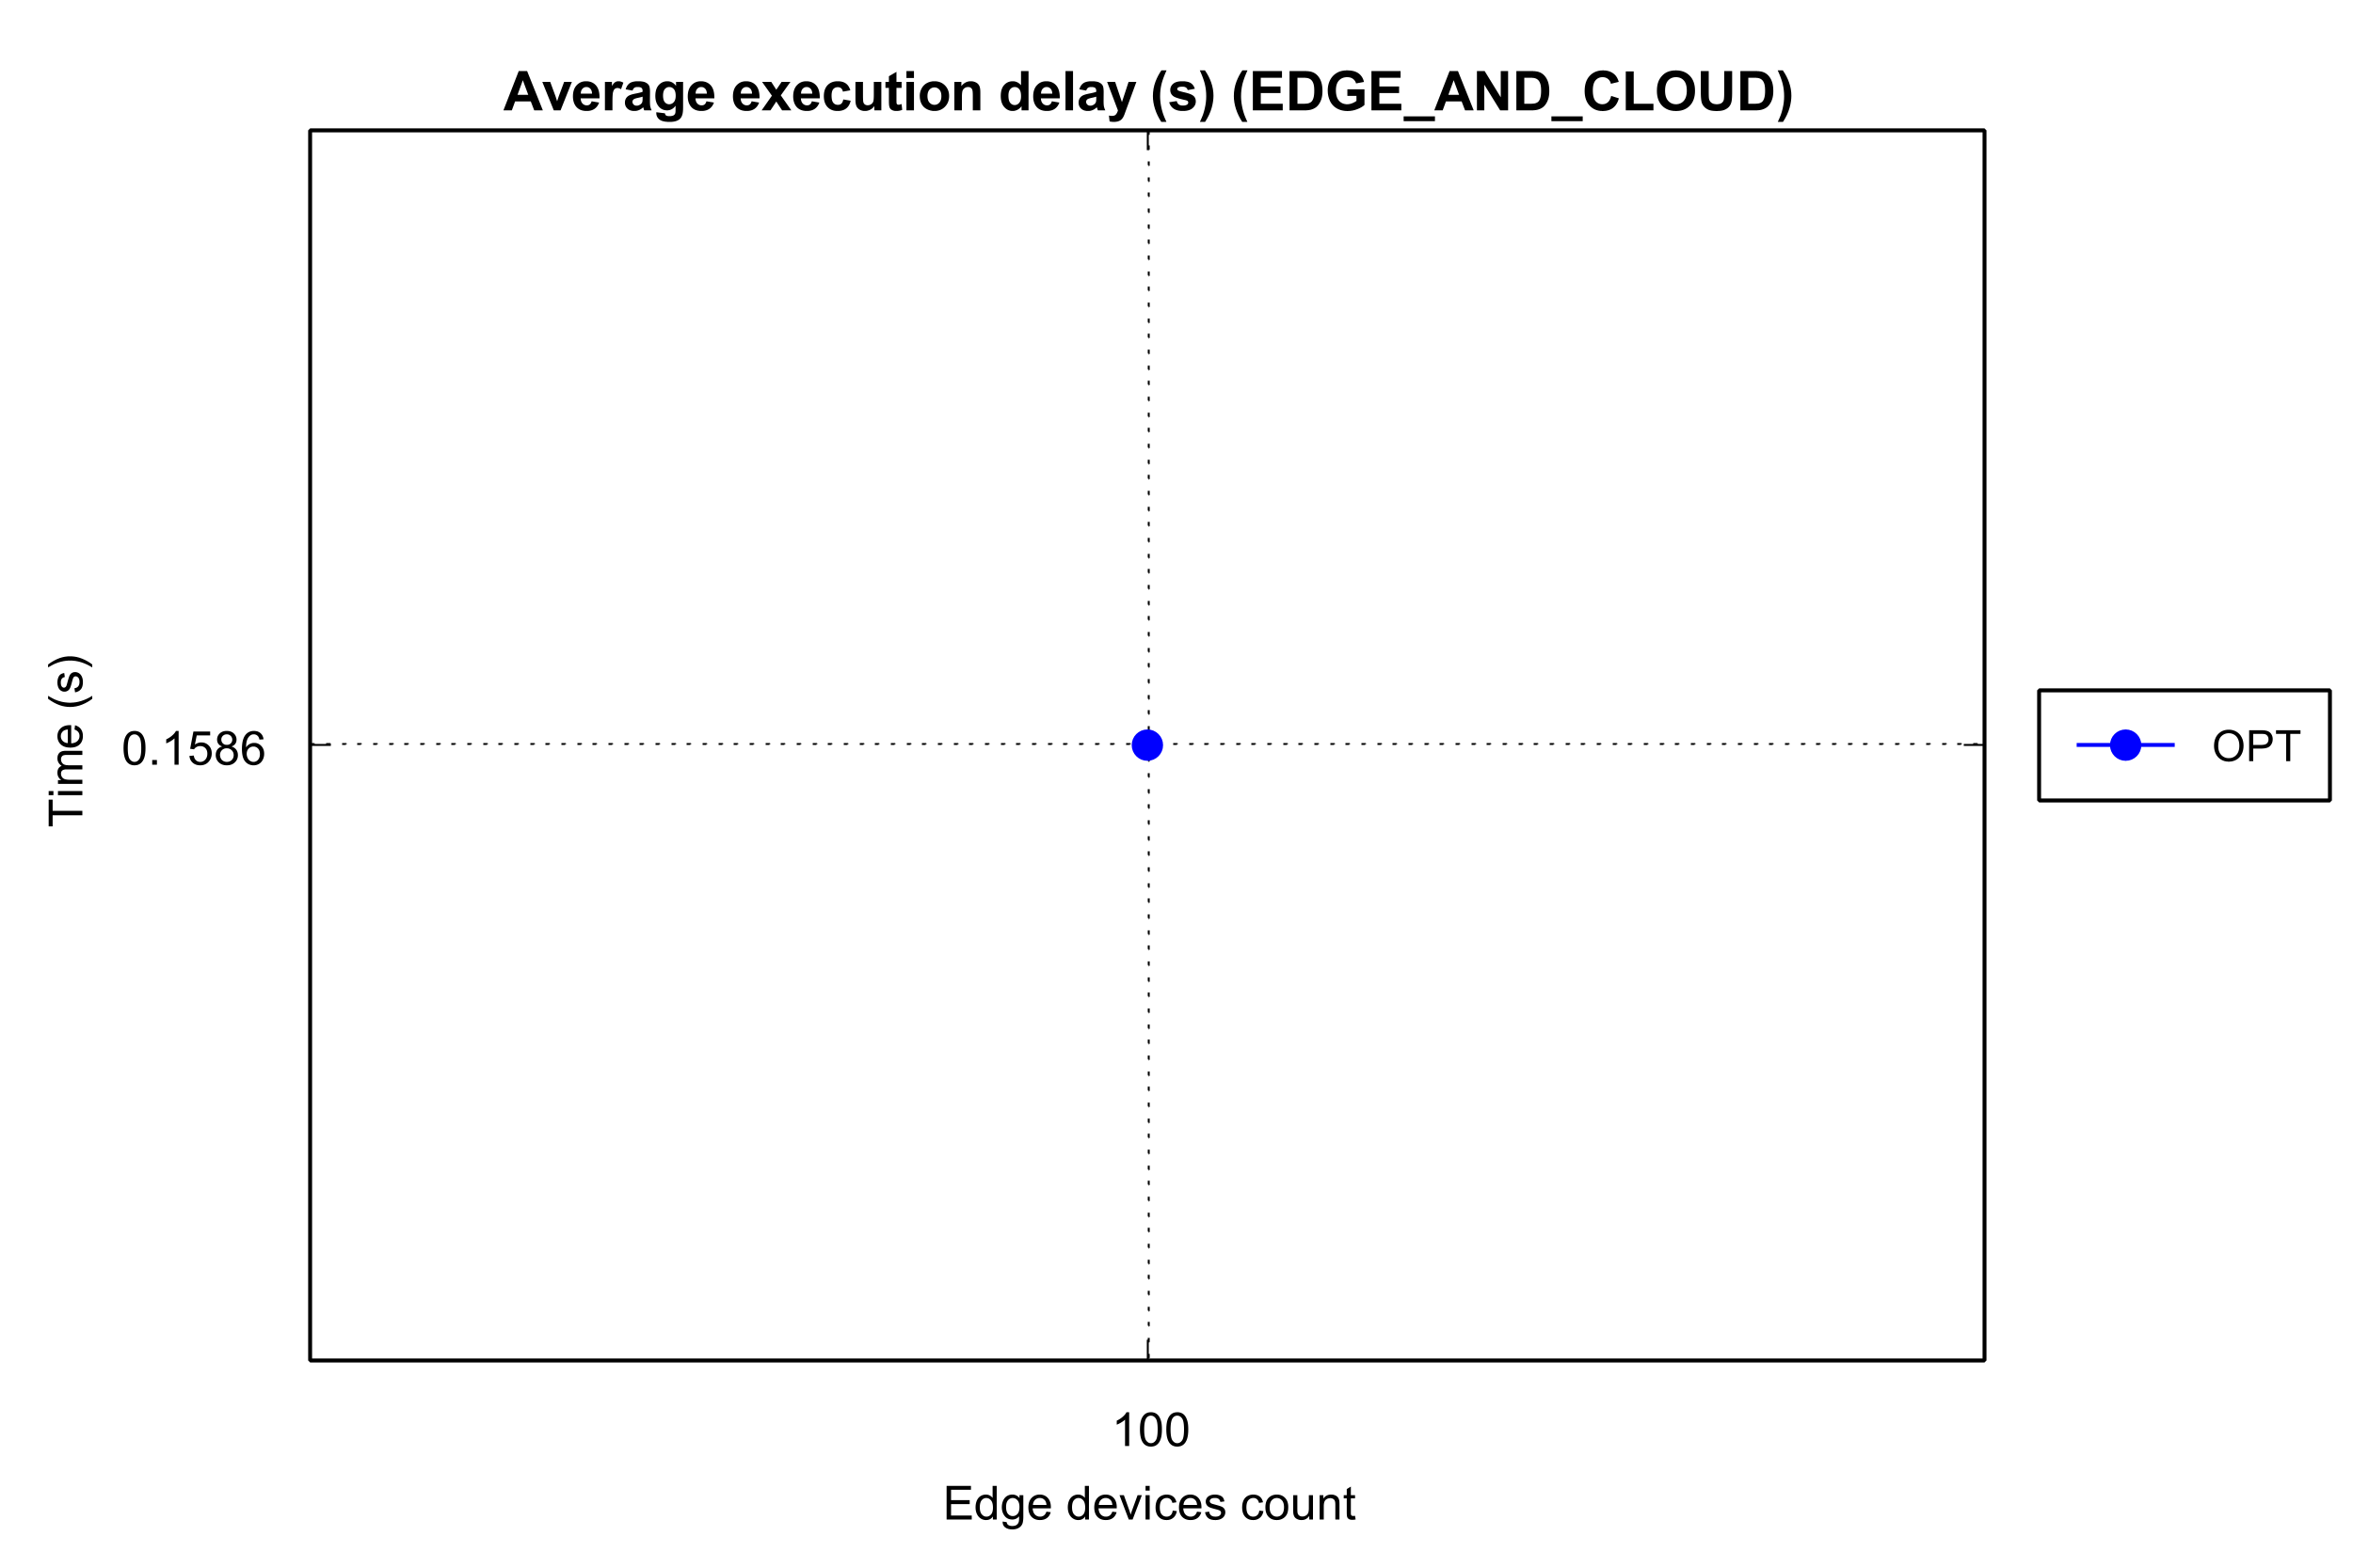 Average execution delay (s) (EDGE_AND_CLOUD)
Time (s)
0.1586
OPT
100
Edge devices count